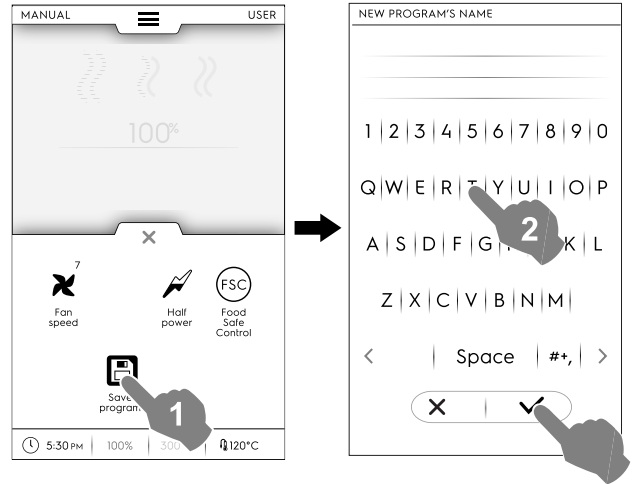 MANUAL
USER
100%
7
Fan
speed
Half
power
FSC
Food
Safe
Control
Save
program
1
5:30 PM
100%
300
120°C
NEW PROGRAM'S NAME
1 2 3 4 5 6 7 8 9 0
Q W E R T Y U I O P
A S D F G K L
2
Z X C V B N M
< Space #+, >